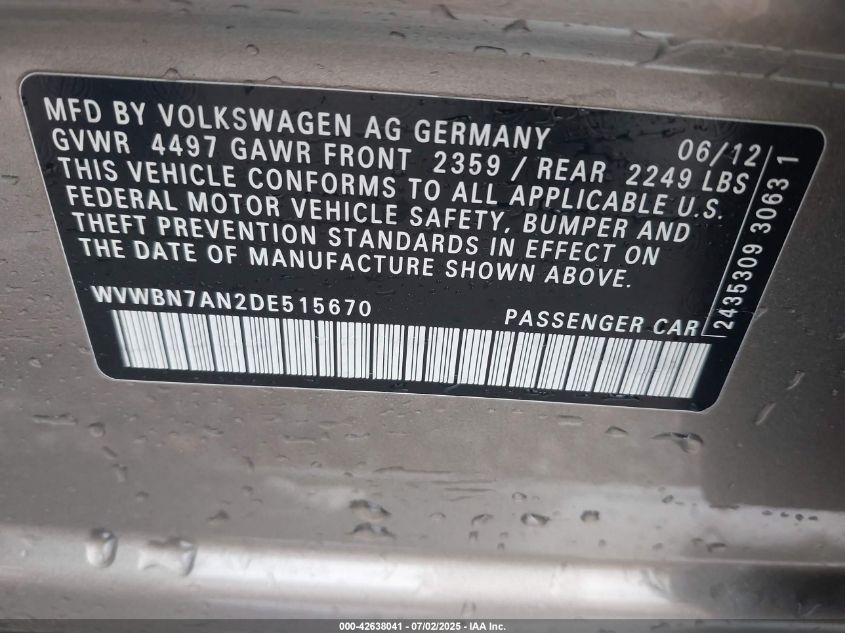 MFD BY VOLKSWAGEN AG GERMANY 06/12
GVWR 4497 GAWR FRONT 2359 / REAR 2249 LBS
THIS VEHICLE CONFORMS TO ALL APPLICABLE U.S.
FEDERAL MOTOR VEHICLE SAFETY, BUMPER AND
THEFT PREVENTION STANDARDS IN EFFECT ON
THE DATE OF MANUFACTURE SHOWN ABOVE.
WVWBN7AN2DE515670 PASSENGER CAR
2435309 30631
000-42638041 - 07/02/2025 - IAA Inc.